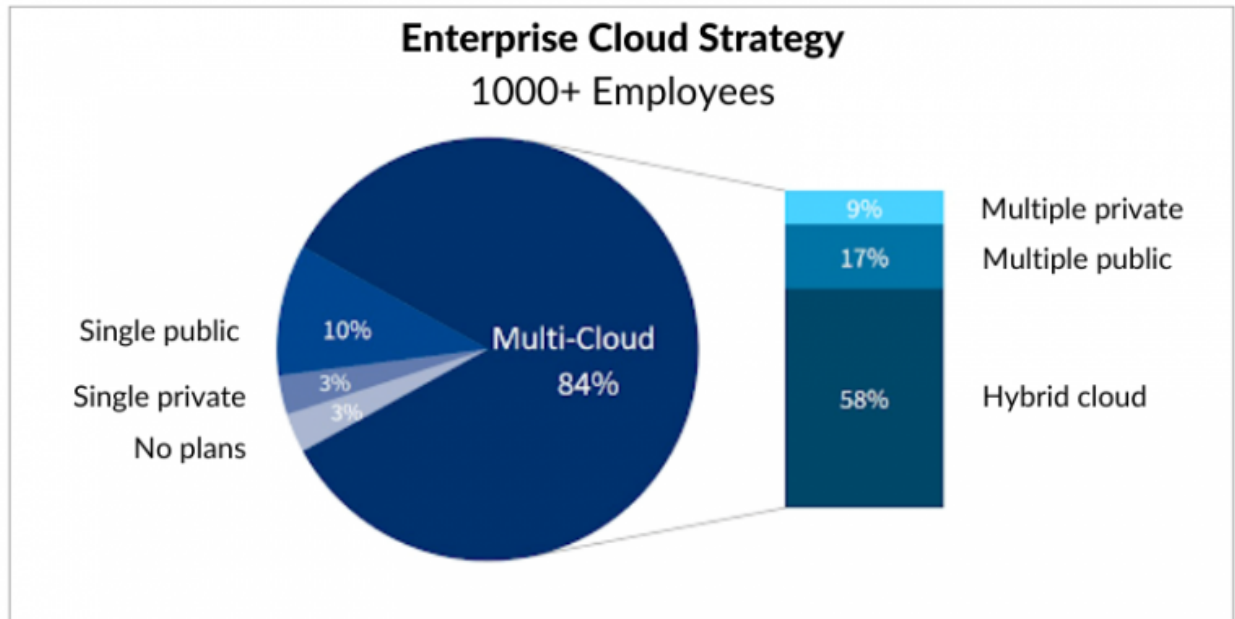 Enterprise Cloud Strategy
1000+ Employees
9%
Multiple private
17%
Multiple public
Single public
10%
Multi-Cloud
84%
3%
Single private
3%
No plans
58%
Hybrid cloud